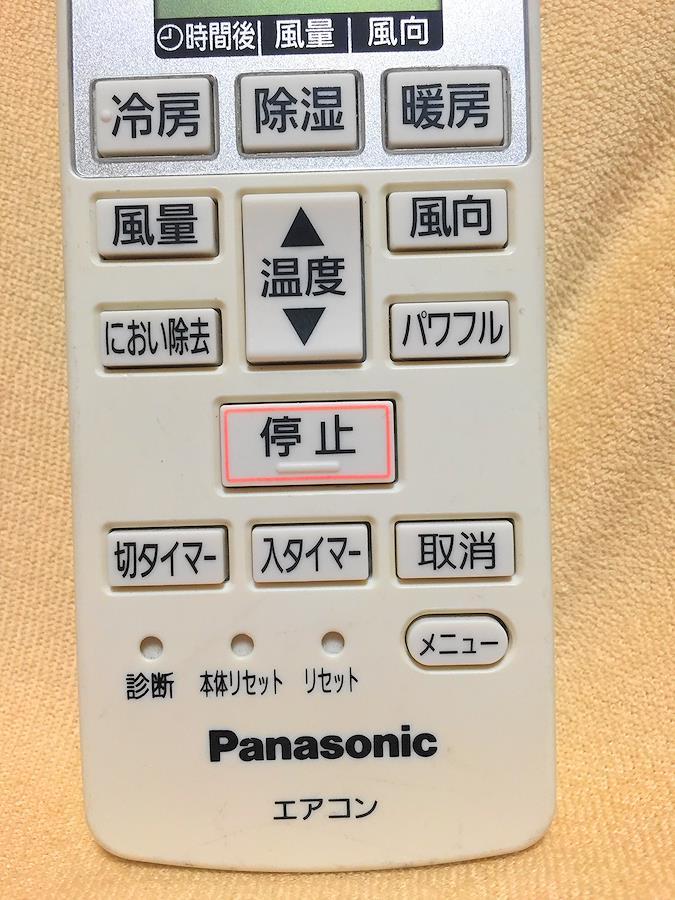 時間後 風量 風向
冷房 除湿 暖房
風量 温度 風向
におい除去 パワフル
停止
切タイマー 入タイマー 取消
メニュー
診断 本体リセット リセット
Panasonic
エアコン